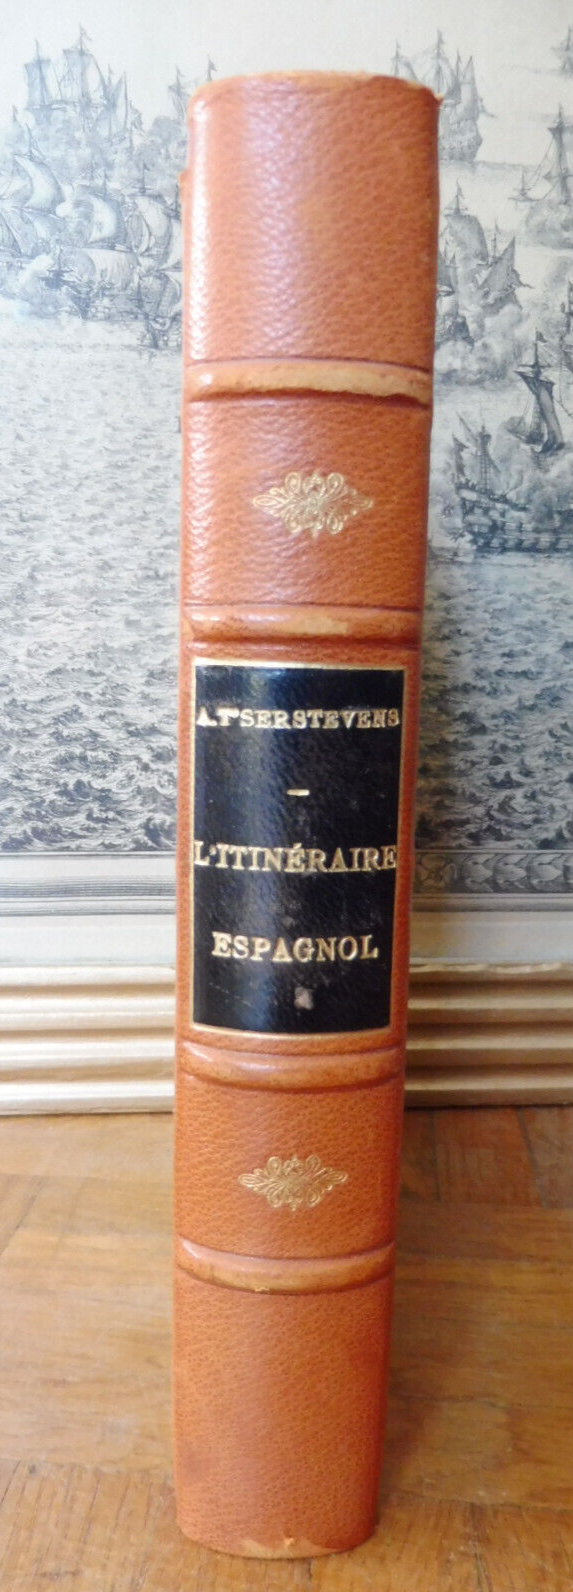 A. T'SERSTEVENS
–
L'ITINÉRAIRE
ESPAGNOL